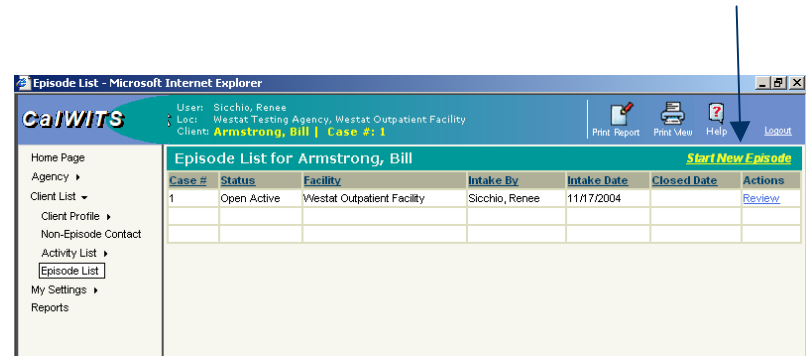 Episode List - Microsoft Internet Explorer
CalWITS
User: Sicchio, Renee
Loc: Westat Testing Agency, Westat Outpatient Facility
Client: Armstrong, Bill | Case #: 1
Print Report Print View Help Logout
Home Page
Agency
Client List
Client Profile
Non-Episode Contact
Activity List
Episode List
My Settings
Reports
Episode List for Armstrong, Bill Start New Episode
Case # Status Facility Intake By Intake Date Closed Date Actions
1 Open Active Westat Outpatient Facility Sicchio, Renee 11/17/2004 Review